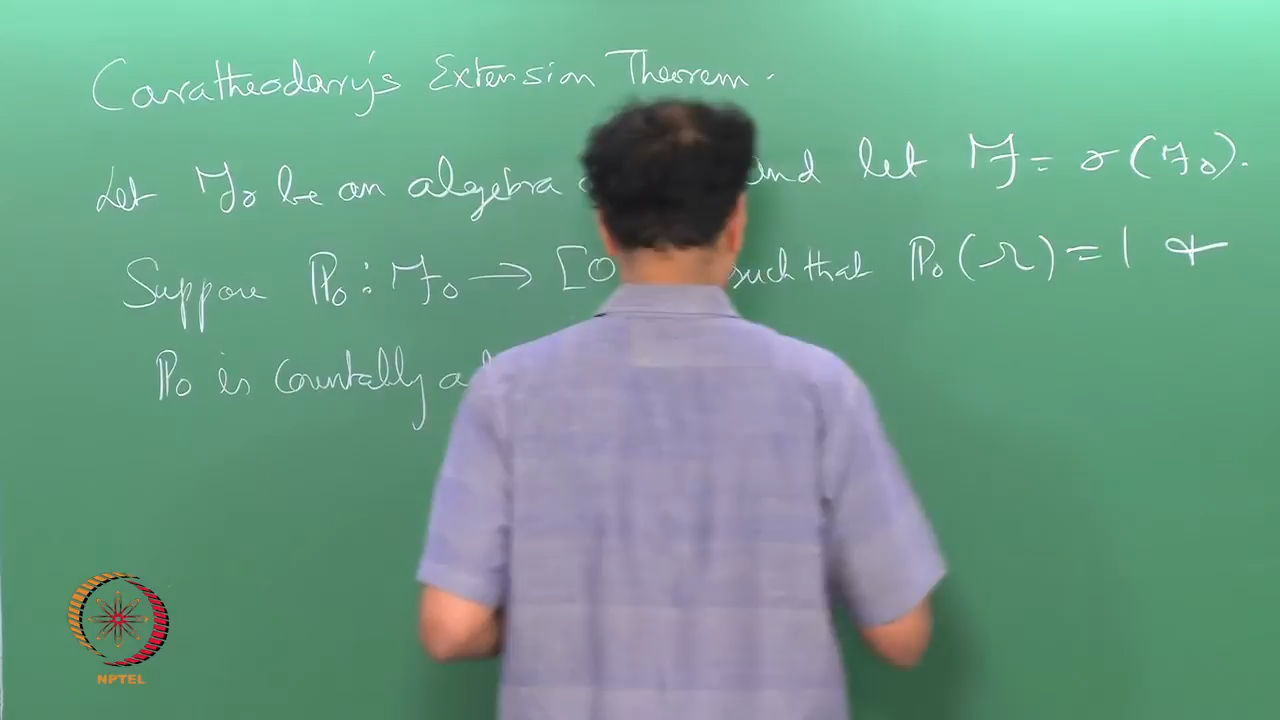 Caratheodary's Extension Theorem.
Let ℱ₀ be an algebra and let ℱ = σ(ℱ₀).
Suppose ℙ₀ : ℱ₀ → [0 such that ℙ₀(Ω) = 1 &
ℙ₀ is Countably
NPTEL